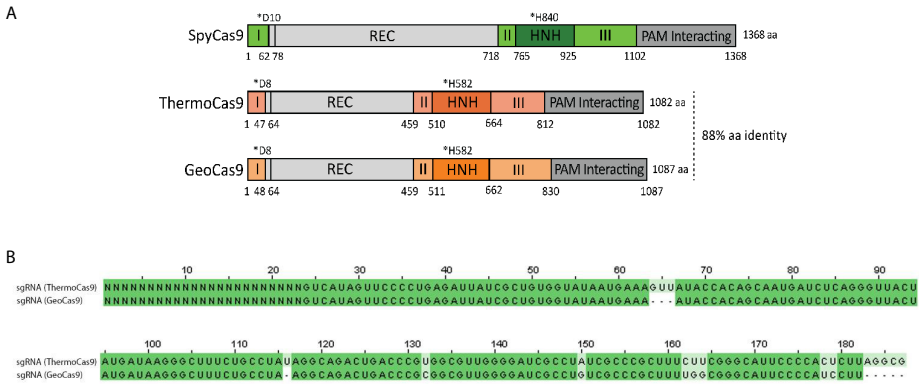 A
SpyCas9
*D10
*H840
I
REC
II
HNH
III
PAM Interacting
1368 aa
1 62 78 718 765 925 1102 1368
ThermoCas9
*D8
*H582
I
REC
II
HNH
III
PAM Interacting
1082 aa
1 47 64 459 510 664 812 1082
88% aa identity
GeoCas9
*D8
*H582
I
REC
II
HNH
III
PAM Interacting
1087 aa
1 48 64 459 511 662 830 1087
B
10 20 30 40 50 60 70 80 90
sgRNA (ThermoCas9) NNNNNNNNNNNNNNNNNNNNNNNGUCAUAGUUCCCCUGAGAUUAUCGCUGUGGUAUAAUGAAAGUUAUACCACAGCAAUGAUCUCAGGGUUACU
sgRNA (GeoCas9) NNNNNNNNNNNNNNNNNNNNNNNGUCAUAGUUCCCCUGAGAUUAUCGCUGUGGUAUAAUGAAA---AUACCACAGCAAUGAUCUCAGGGUUACU
100 110 120 130 140 150 160 170 180
sgRNA (ThermoCas9) AUGAUAAGGGCUUUCUGCCUAUAGGCAGACUGACCCGUGGCGUUGGGGAUCGCCUAUCGCCCGCUUUCUUCGGGCAUUCCCCACUCUUAGGCG
sgRNA (GeoCas9) AUGAUAAGGGCUUUCUGCCUA-AGGCAGACUGACCCGCGGCGUUGGGGAUCGCCUGUCGCCCGCUUUUGGCGGGCAUUCCCCAUCCUU-----